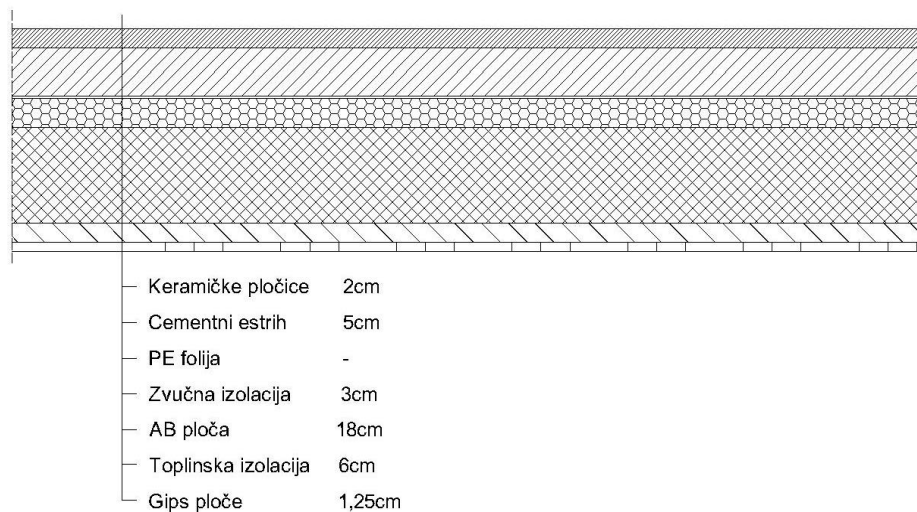 Keramičke pločice 2cm
Cementni estrih 5cm
PE folija -
Zvučna izolacija 3cm
AB ploča 18cm
Toplinska izolacija 6cm
Gips ploče 1,25cm